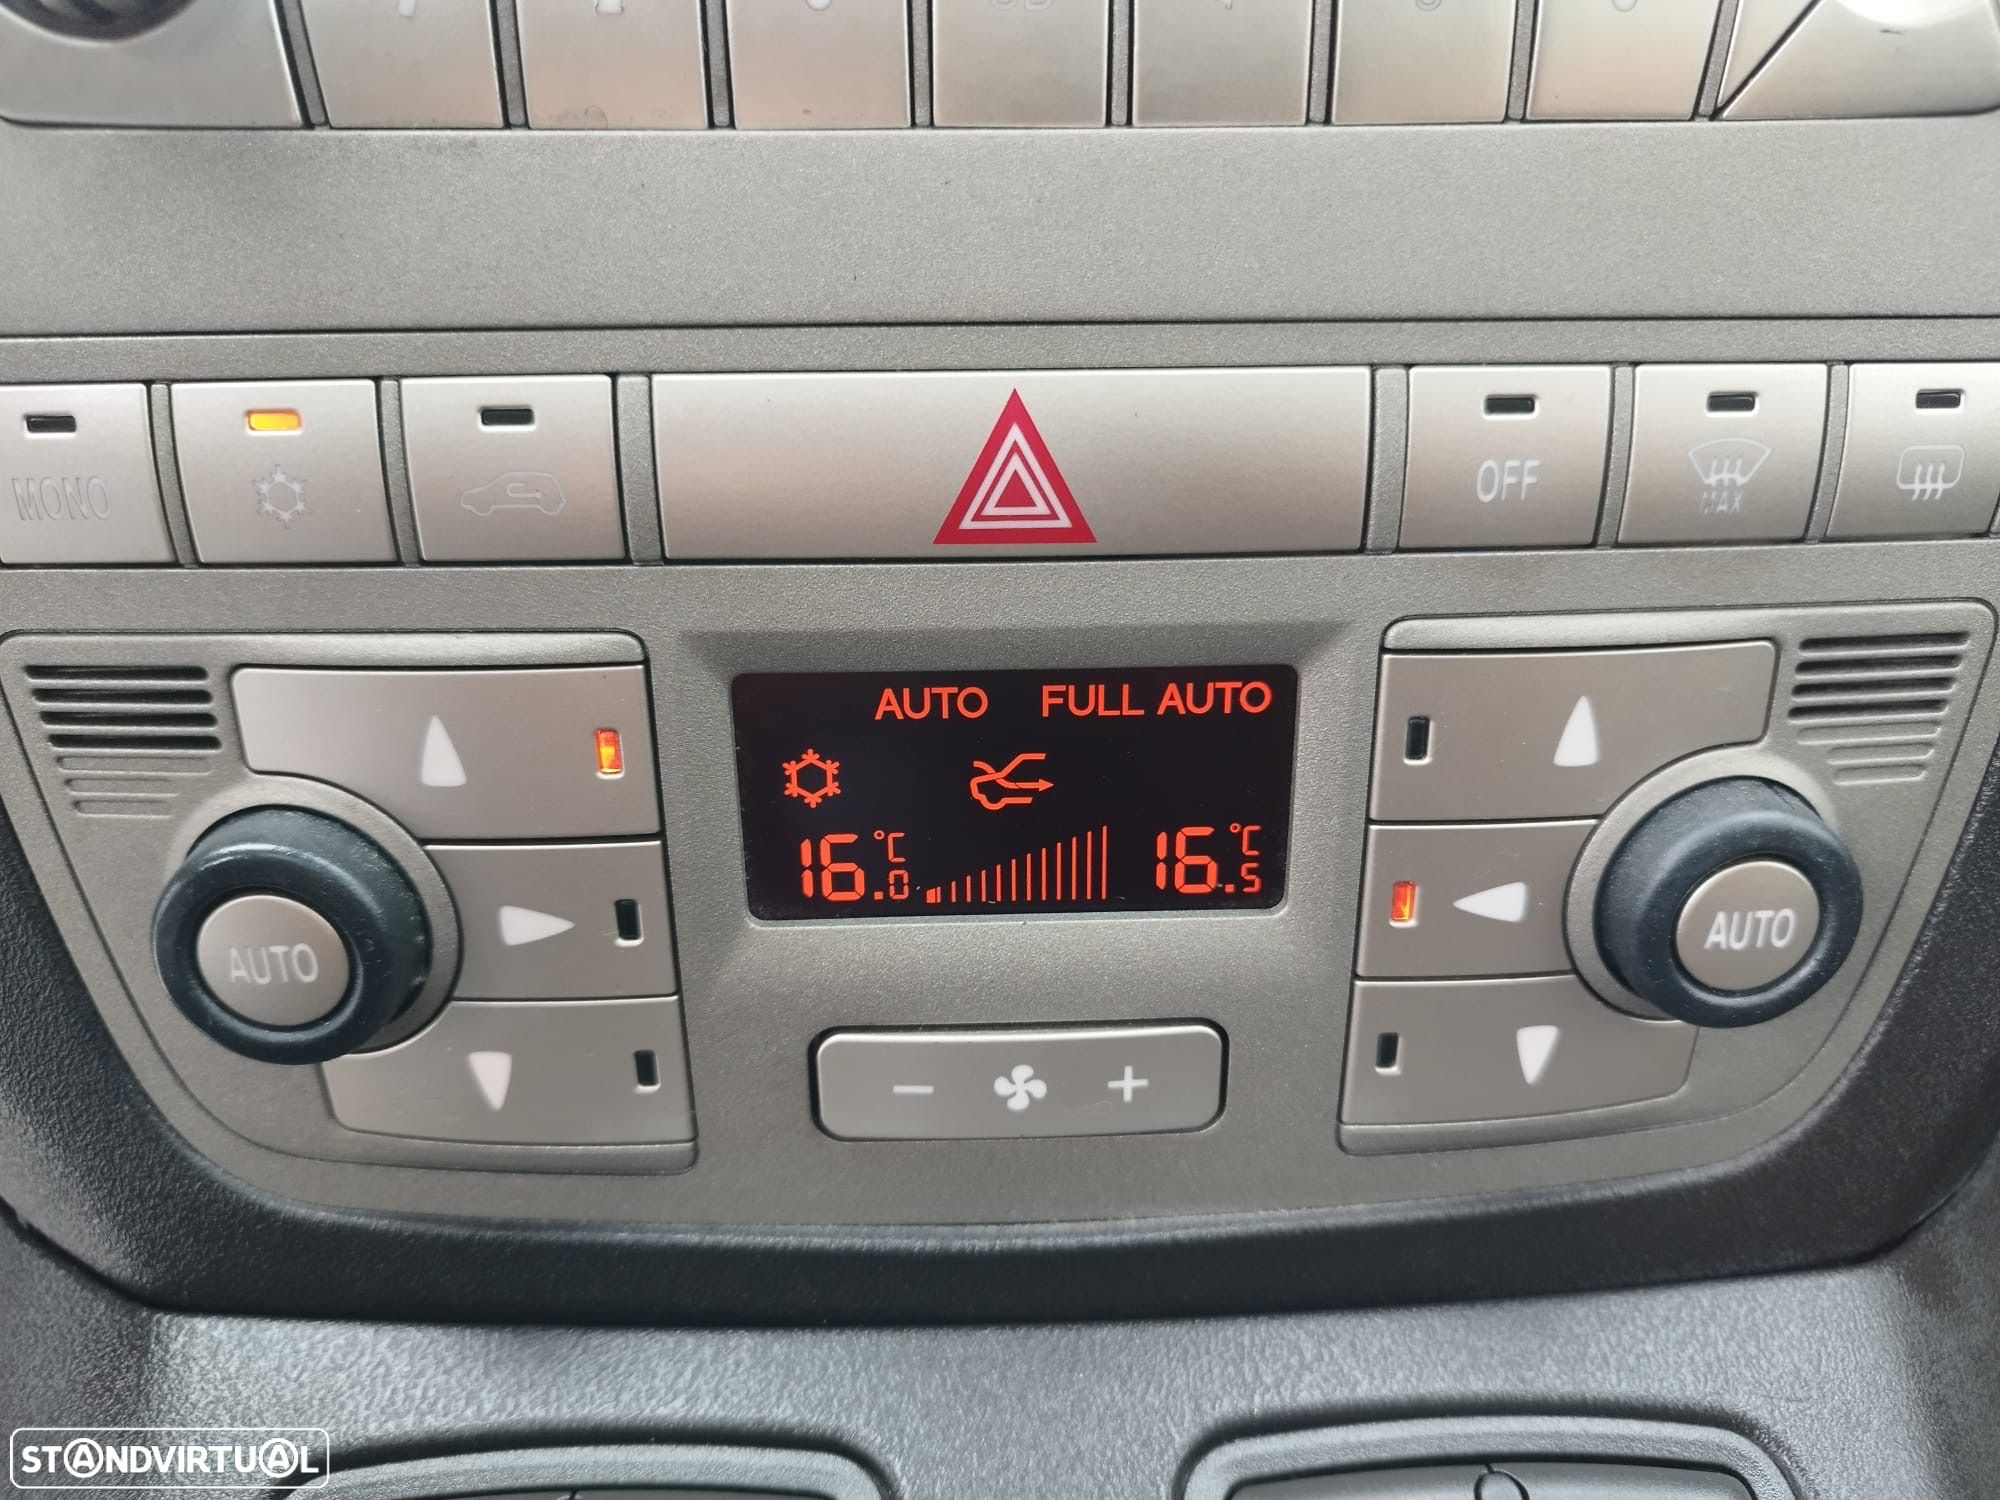 MONO
OFF
MAX
AUTO FULL AUTO
16.0 °C 16.5 °C
AUTO
AUTO
− +
STANDVIRTUAL